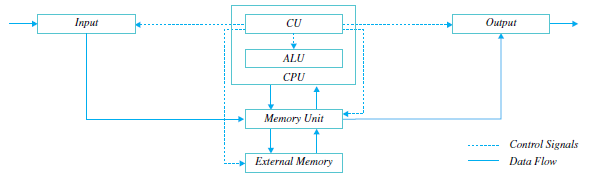 Input
CU
Output
ALU
CPU
Memory Unit
Control Signals
External Memory
Data Flow